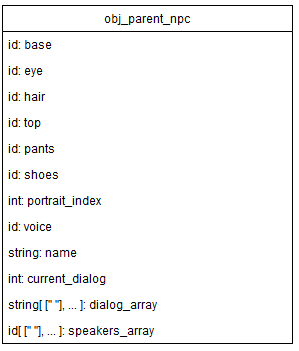 obj_parent_npc
id: base
id: eye
id: hair
id: top
id: pants
id: shoes
int: portrait_index
id: voice
string: name
int: current_dialog
string[ [" "], ... ]: dialog_array
id[ [" "], ... ]: speakers_array